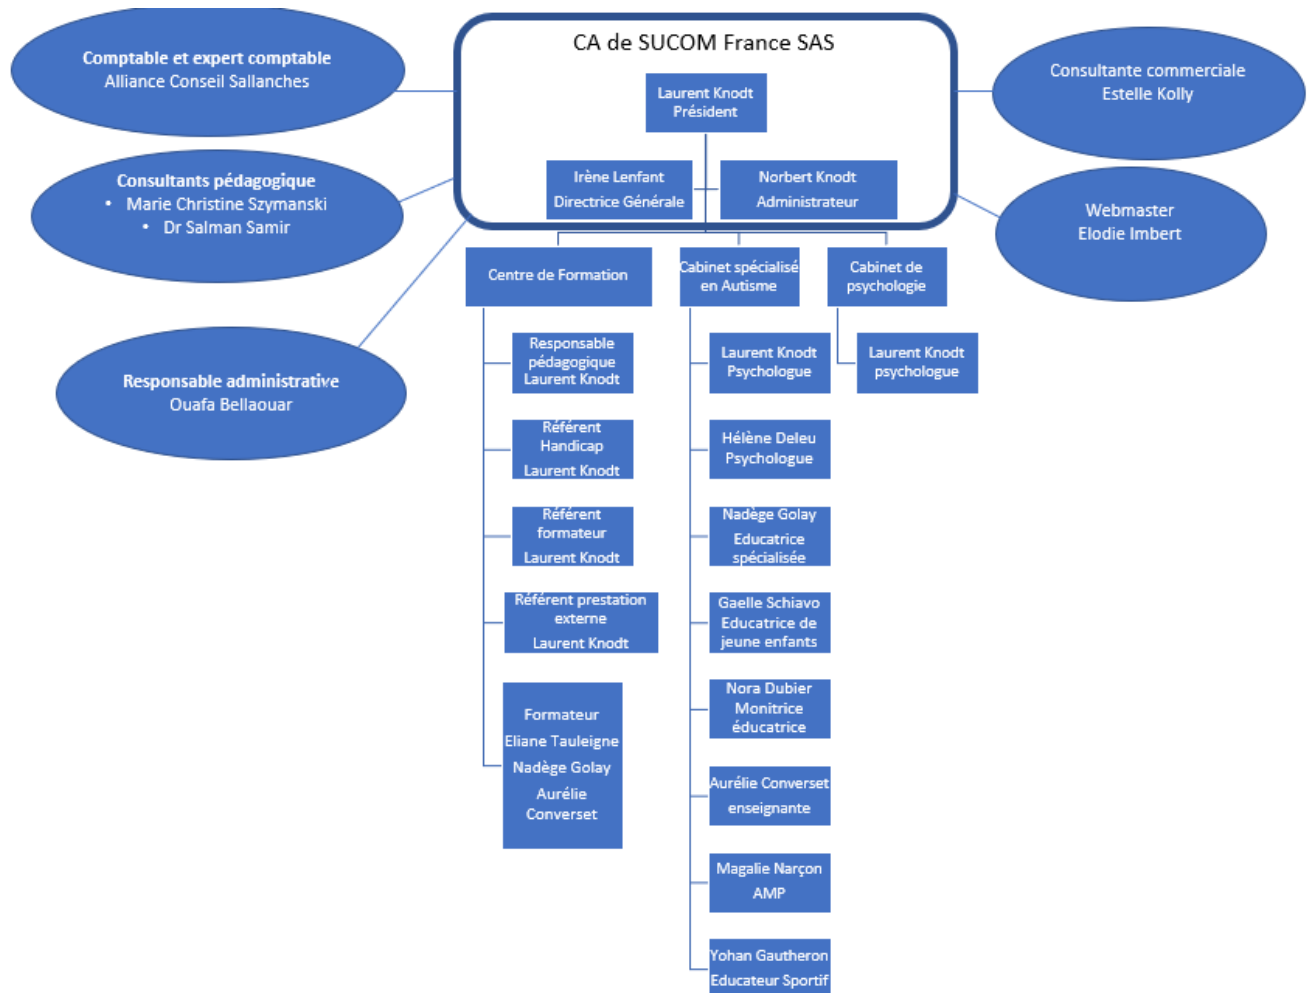 CA de SUCOM France SAS
Laurent Knodt
Président
Irène Lenfant
Directrice Générale
Norbert Knodt
Administrateur
Comptable et expert comptable
Alliance Conseil Sallanches
Consultants pédagogique
• Marie Christine Szymanski
• Dr Salman Samir
Responsable administrative
Ouafa Bellaouar
Consultante commerciale
Estelle Kolly
Webmaster
Elodie Imbert
Centre de Formation
Responsable
pédagogique
Laurent Knodt
Référent
Handicap
Laurent Knodt
Référent
formateur
Laurent Knodt
Référent prestation
externe
Laurent Knodt
Formateur
Eliane Tauleigne
Nadège Golay
Aurélie
Converset
Cabinet spécialisé
en Autisme
Laurent Knodt
Psychologue
Hélène Deleu
Psychologue
Nadège Golay
Educatrice
spécialisée
Gaelle Schiavo
Educatrice de
jeune enfants
Nora Dubier
Monitrice
éducatrice
Aurélie Converset
enseignante
Magalie Narçon
AMP
Yohan Gautheron
Educateur Sportif
Cabinet de
psychologie
Laurent Knodt
psychologue